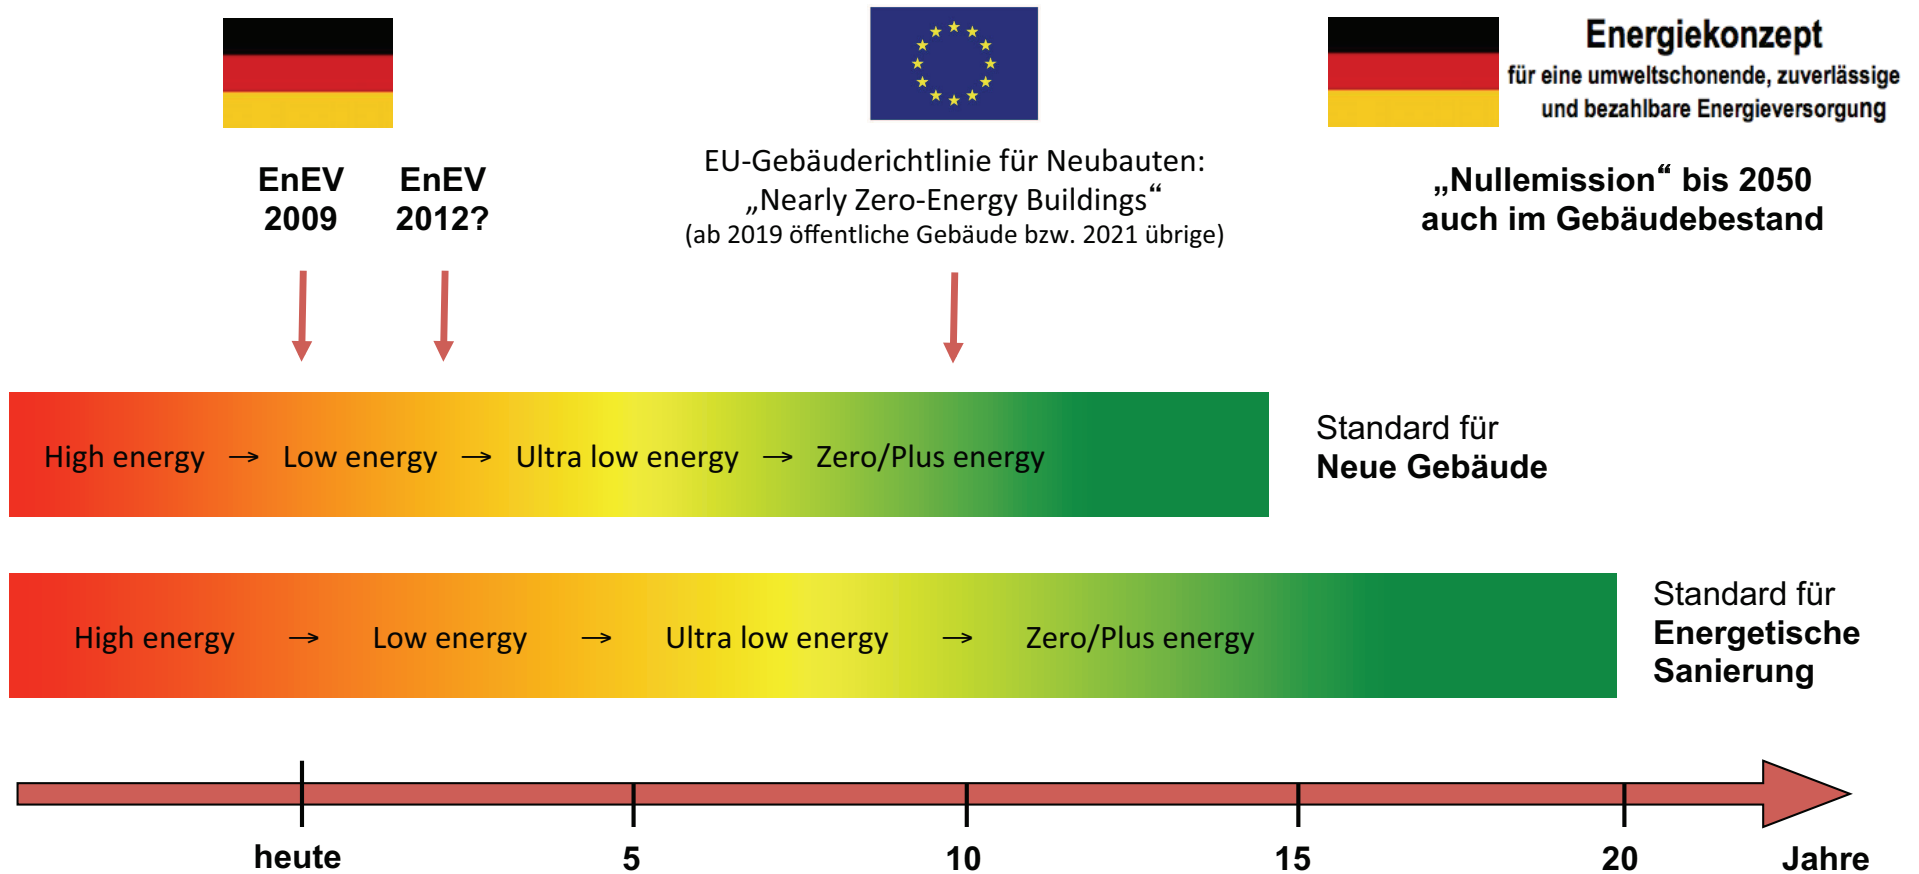 Energiekonzept
für eine umweltschonende, zuverlässige
und bezahlbare Energieversorgung
EnEV
2009
EnEV
2012?
EU-Gebäuderichtlinie für Neubauten:
„Nearly Zero-Energy Buildings“
(ab 2019 öffentliche Gebäude bzw. 2021 übrige)
„Nullemission“ bis 2050
auch im Gebäudebestand
High energy → Low energy → Ultra low energy → Zero/Plus energy
Standard für
Neue Gebäude
High energy → Low energy → Ultra low energy → Zero/Plus energy
Standard für
Energetische
Sanierung
heute 5 10 15 20 Jahre